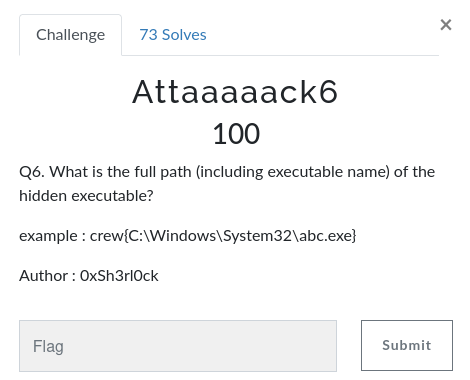 Challenge
73 Solves
×
Attaaaaack6
100
Q6. What is the full path (including executable name) of the
hidden executable?
example : crew{C:\Windows\System32\abc.exe}
Author : 0xSh3rl0ck
Flag
Submit